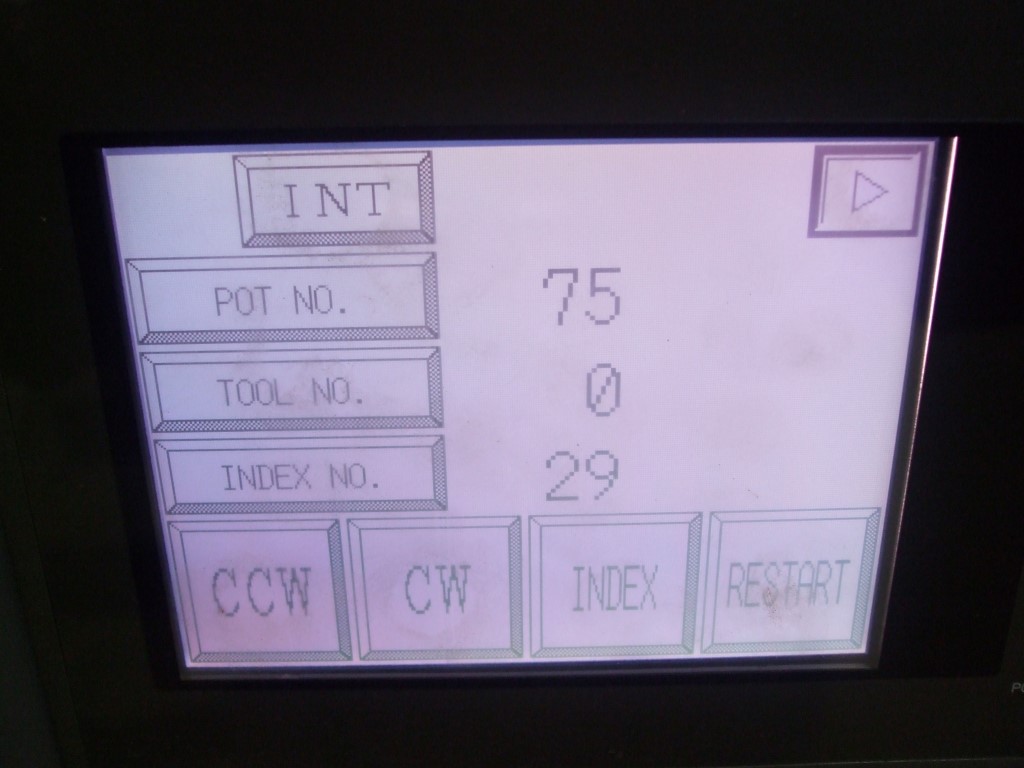 INT
POT NO. 75
TOOL NO. 0
INDEX NO. 29
CCW CW INDEX RESTART